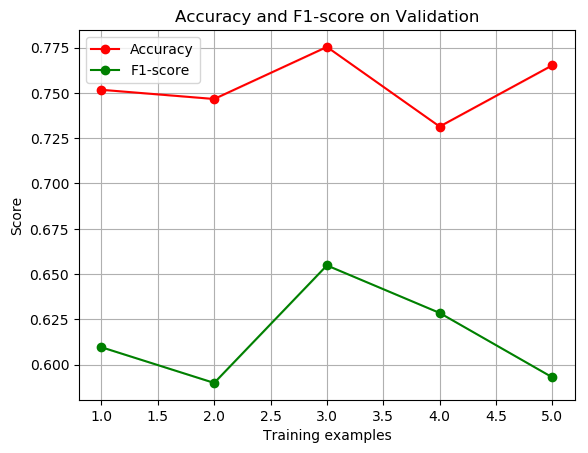 Accuracy and F1-score on Validation
Accuracy
F1-score
Score
0.775
0.750
0.725
0.700
0.675
0.650
0.625
0.600
1.0 1.5 2.0 2.5 3.0 3.5 4.0 4.5 5.0
Training examples